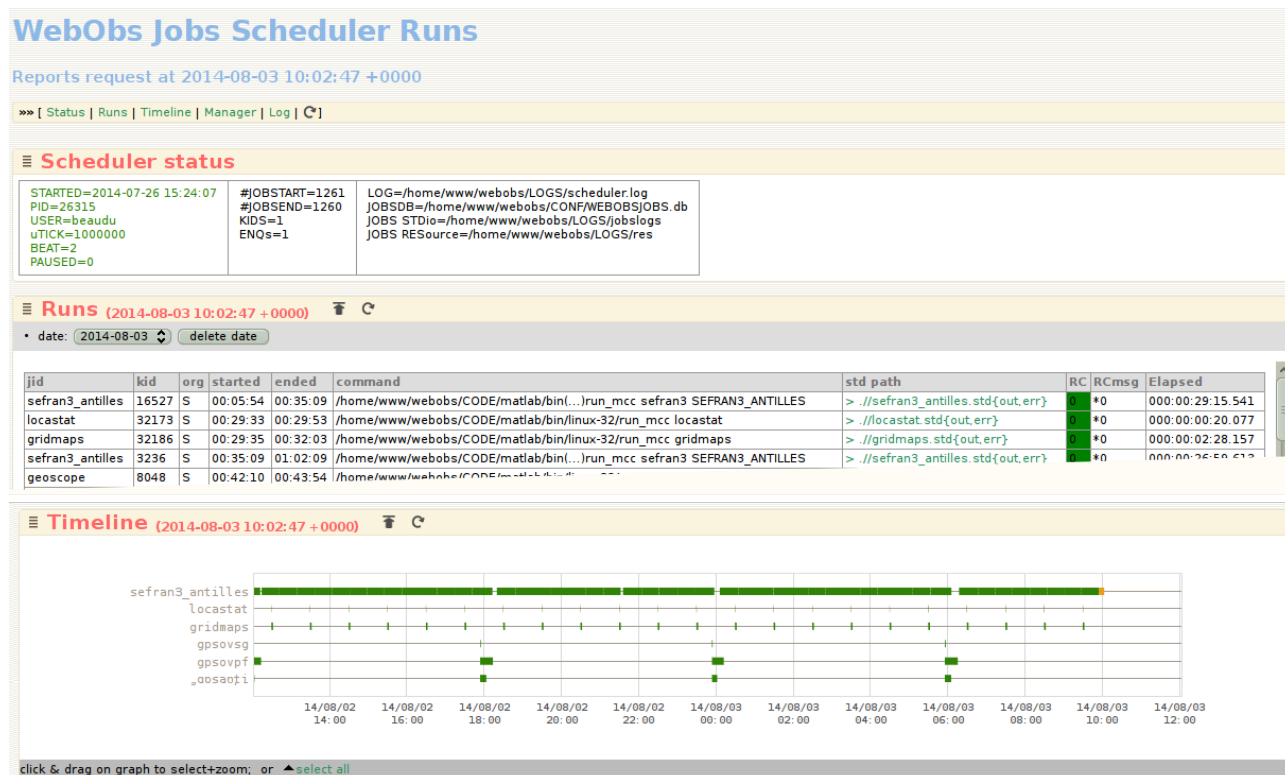 WebObs Jobs Scheduler Runs
Reports request at 2014-08-03 10:02:47 +0000
»» [ Status | Runs | Timeline | Manager | Log | ]
Scheduler status
STARTED=2014-07-26 15:24:07 #JOBSTART=1261 LOG=/home/www/webobs/LOGS/scheduler.log
PID=26315 #JOBSEND=1260 JOBSDB=/home/www/webobs/CONF/WEBOBSJOBS.db
USER=beaudu KIDS=1 JOBS STDio=/home/www/webobs/LOGS/jobslogs
uTICK=1000000 ENQs=1 JOBS RESource=/home/www/webobs/LOGS/res
BEAT=2
PAUSED=0
Runs (2014-08-03 10:02:47 +0000)
• date: 2014-08-03 delete date
jid kid org started ended command std path RC RCmsg Elapsed
sefran3_antilles 16527 S 00:05:54 00:35:09 /home/www/webobs/CODE/matlab/bin(...)run_mcc sefran3 SEFRAN3_ANTILLES > .//sefran3_antilles.std{out,err} 0 *0 000:00:29:15.541
locastat 32173 S 00:29:33 00:29:53 /home/www/webobs/CODE/matlab/bin/linux-32/run_mcc locastat > .//locastat.std{out,err} 0 *0 000:00:00:20.077
gridmaps 32186 S 00:29:35 00:32:03 /home/www/webobs/CODE/matlab/bin/linux-32/run_mcc gridmaps > .//gridmaps.std{out,err} 0 *0 000:00:02:28.157
sefran3_antilles 3236 S 00:35:09 01:02:09 /home/www/webobs/CODE/matlab/bin(...)run_mcc sefran3 SEFRAN3_ANTILLES > .//sefran3_antilles.std{out,err} 0 *0 000:00:26:59.613
geoscope 8048 S 00:42:10 00:43:54
Timeline (2014-08-03 10:02:47 +0000)
sefran3_antilles
locastat
gridmaps
gpsovsg
gpsovpf
14/08/02 14/08/02 14/08/02 14/08/02 14/08/02 14/08/03 14/08/03 14/08/03 14/08/03 14/08/03 14/08/03 14/08/03
14:00 16:00 18:00 20:00 22:00 00:00 02:00 04:00 06:00 08:00 10:00 12:00
click & drag on graph to select+zoom; or select all